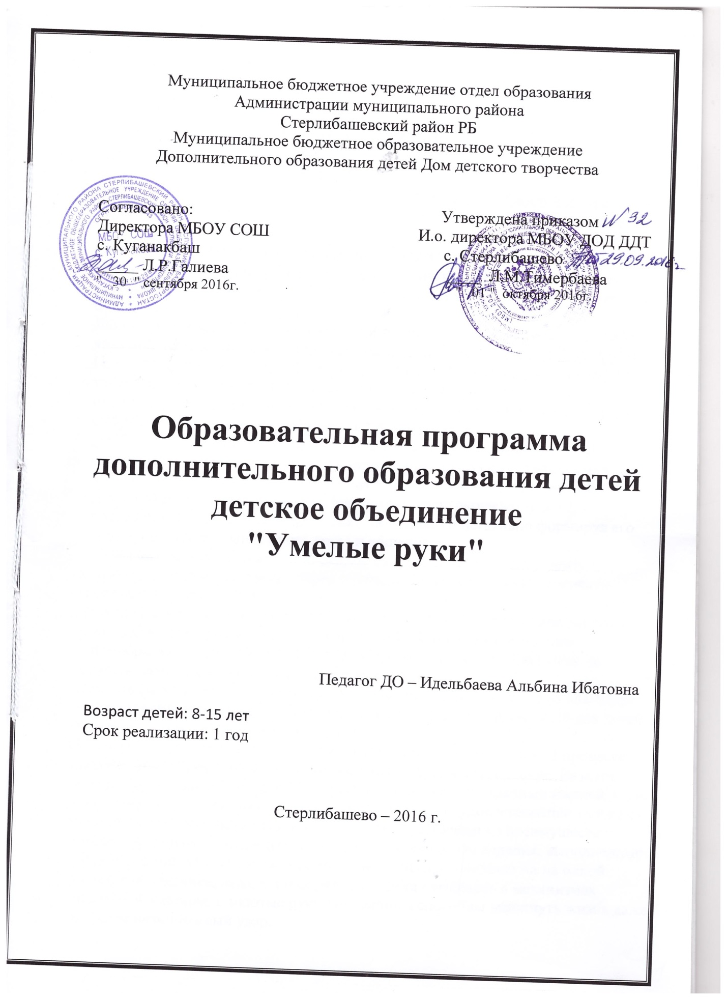 Муниципальное бюджетное учреждение отдел образования
Администрации муниципального района
Стерлибашевский район РБ
Муниципальное бюджетное образовательное учреждение
Дополнительного образования детей Дом детского творчества
Согласовано:
Директора МБОУ СОШ
с. Куганакбаш
Л.Р.Галиева
" 30 " сентября 2016г.
МБОУ СОШ
с. Куганакбаш
Утверждена приказом № 32
И.о. директора МБОУ ДОД ДДТ
с. Стерлибашево от 29.09.2016г
Л.М.Тимербаева
" 01 " октября 2016г.
Образовательная программа
дополнительного образования детей
детское объединение
"Умелые руки"
Педагог ДО – Идельбаева Альбина Ибатовна
Возраст детей: 8-15 лет
Срок реализации: 1 год
Стерлибашево – 2016 г.